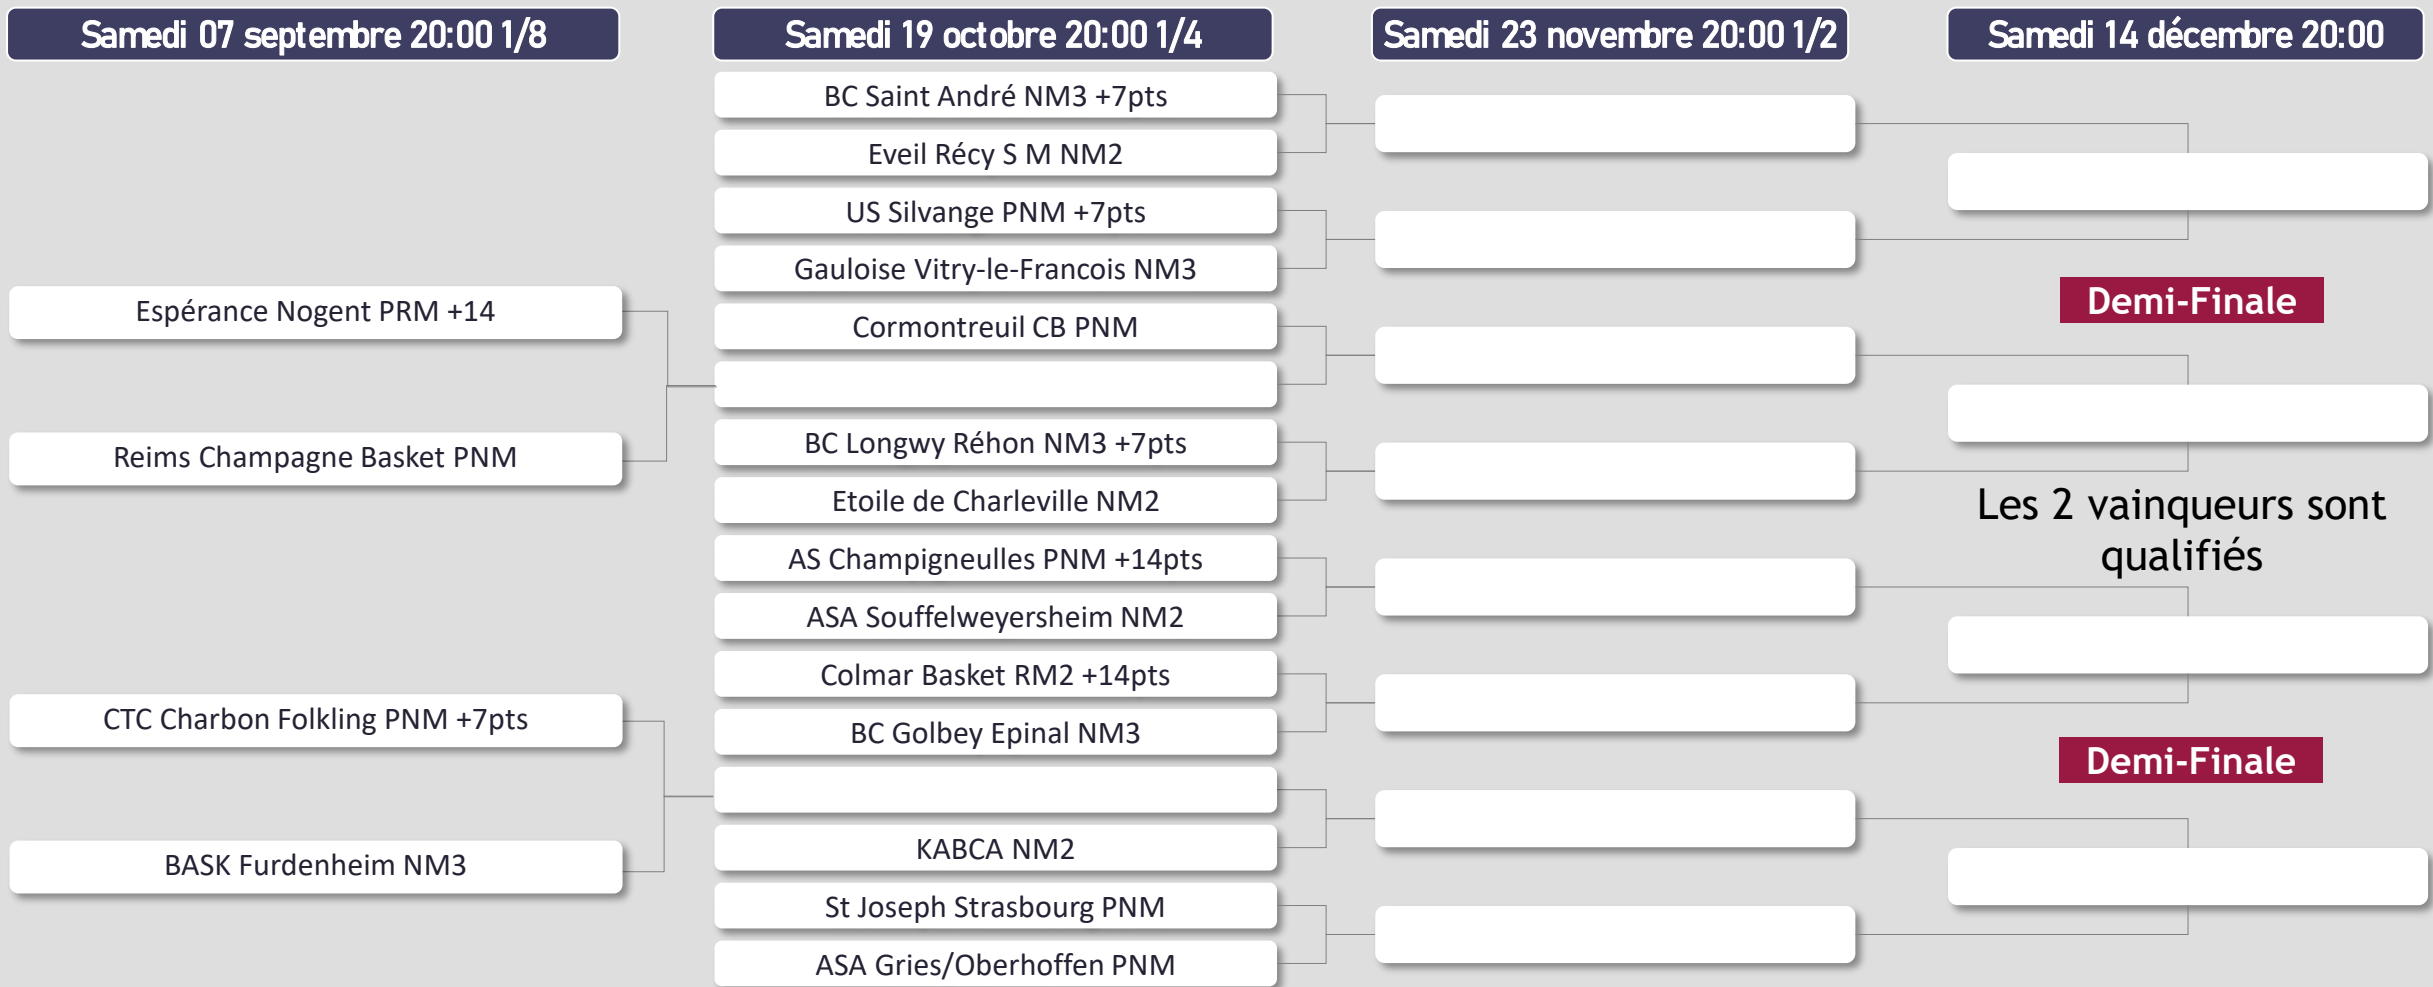 Samedi 07 septembre 20:00 1/8
Espérance Nogent PRM +14
Reims Champagne Basket PNM
CTC Charbon Folkling PNM +7pts
BASK Furdenheim NM3
Samedi 19 octobre 20:00 1/4
BC Saint André NM3 +7pts
Eveil Récy S M NM2
US Silvange PNM +7pts
Gauloise Vitry-le-Francois NM3
Cormontreuil CB PNM
BC Longwy Réhon NM3 +7pts
Etoile de Charleville NM2
AS Champigneulles PNM +14pts
ASA Souffelweyersheim NM2
Colmar Basket RM2 +14pts
BC Golbey Epinal NM3
KABCA NM2
St Joseph Strasbourg PNM
ASA Gries/Oberhoffen PNM
Samedi 23 novembre 20:00 1/2
Samedi 14 décembre 20:00
Demi-Finale
Les 2 vainqueurs sont
qualifiés
Demi-Finale